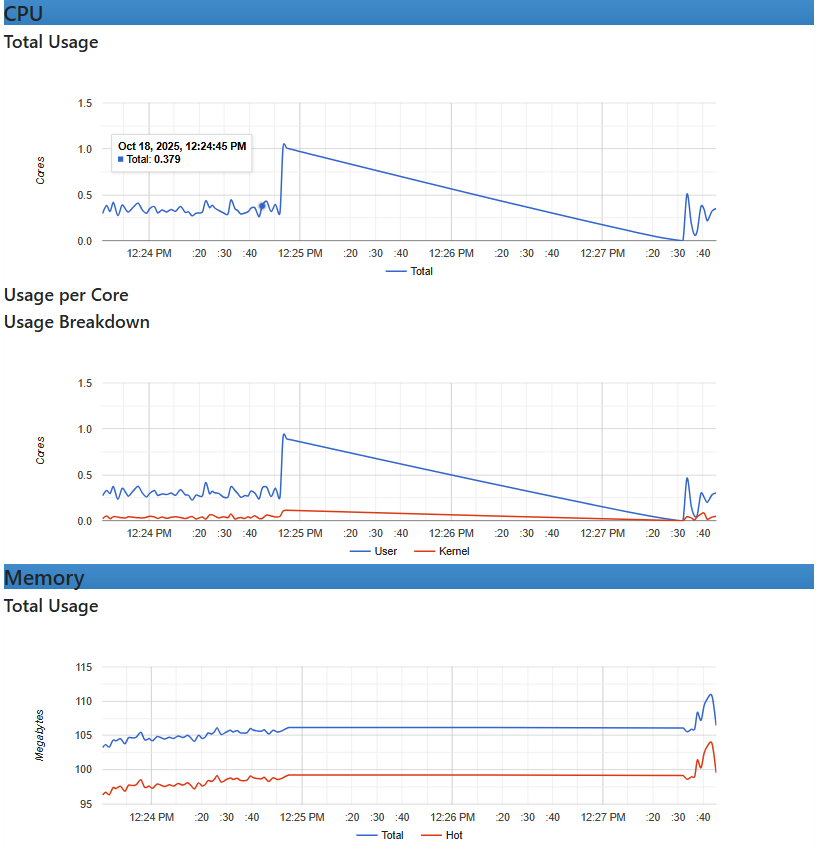 CPU
Total Usage
1.5
Oct 18, 2025, 12:24:45 PM
Total: 0.379
1.0
Cores
0.5
0.0
12:24 PM :20 :30 :40 12:25 PM :20 :30 :40 12:26 PM :20 :30 :40 12:27 PM :20 :30 :40
Total
Usage per Core
Usage Breakdown
1.5
1.0
Cores
0.5
0.0
12:24 PM :20 :30 :40 12:25 PM :20 :30 :40 12:26 PM :20 :30 :40 12:27 PM :20 :30 :40
User Kernel
Memory
Total Usage
115
110
Megabytes
105
100
95
12:24 PM :20 :30 :40 12:25 PM :20 :30 :40 12:26 PM :20 :30 :40 12:27 PM :20 :30 :40
Total Hot